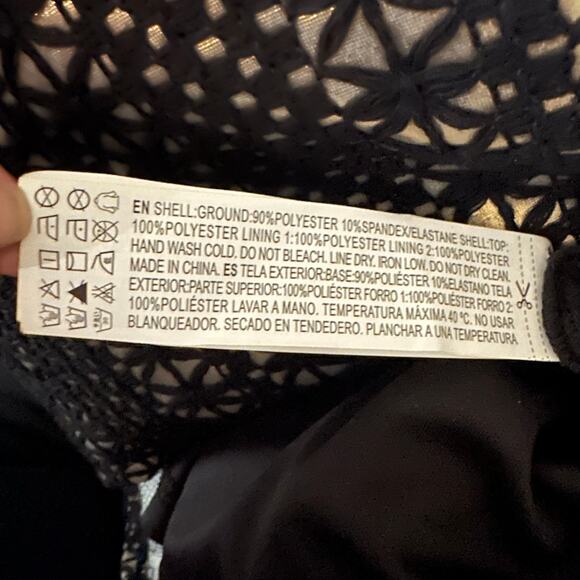 EN SHELL:GROUND:90%POLYESTER 10%SPANDEX/ELASTANE SHELL:TOP:
100%POLYESTER LINING 1:100%POLYESTER LINING 2:100%POLYESTER
HAND WASH COLD. DO NOT BLEACH. LINE DRY. IRON LOW. DO NOT DRY CLEAN.
MADE IN CHINA. ES TELA EXTERIOR:BASE:90%POLIÉSTER 10%ELASTANO TELA
EXTERIOR:PARTE SUPERIOR:100%POLIÉSTER FORRO 1:100%POLIÉSTER FORRO 2:
100%POLIÉSTER LAVAR A MANO. TEMPERATURA MÁXIMA 40 ºC. NO USAR
BLANQUEADOR. SECADO EN TENDEDERO. PLANCHAR A UNA TEMPERATURA